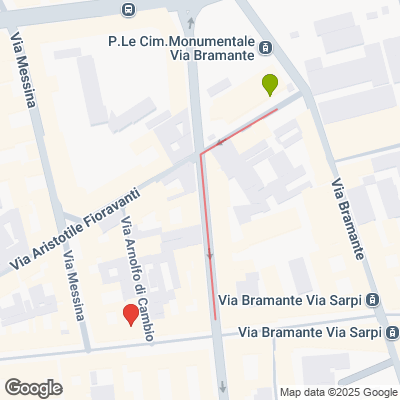 P.Le Cim.Monumentale
Via Bramante
Via Messina
Via Bramante
Via Aristotile Fioravanti
Via Arnolfo di Cambio
Via Messina
Via Bramante Via Sarpi
Via Bramante Via Sarpi
Google
Map data ©2025 Google